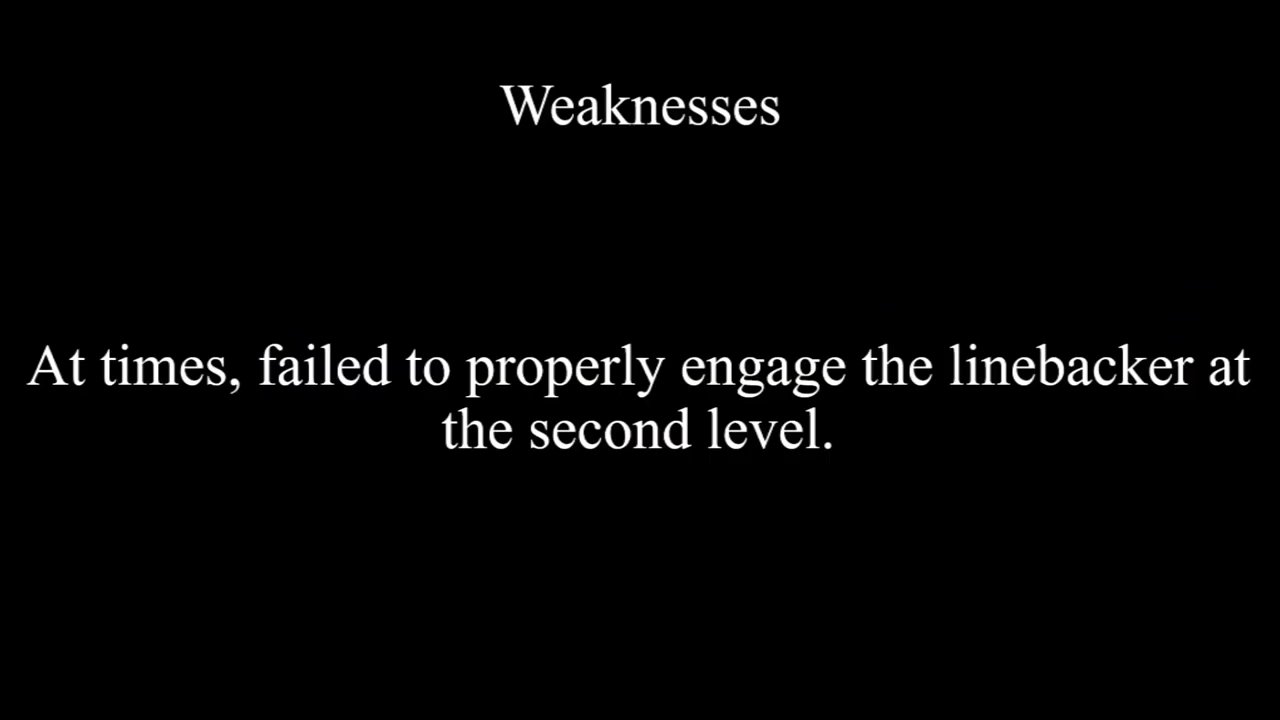 Weaknesses
At times, failed to properly engage the linebacker at
the second level.